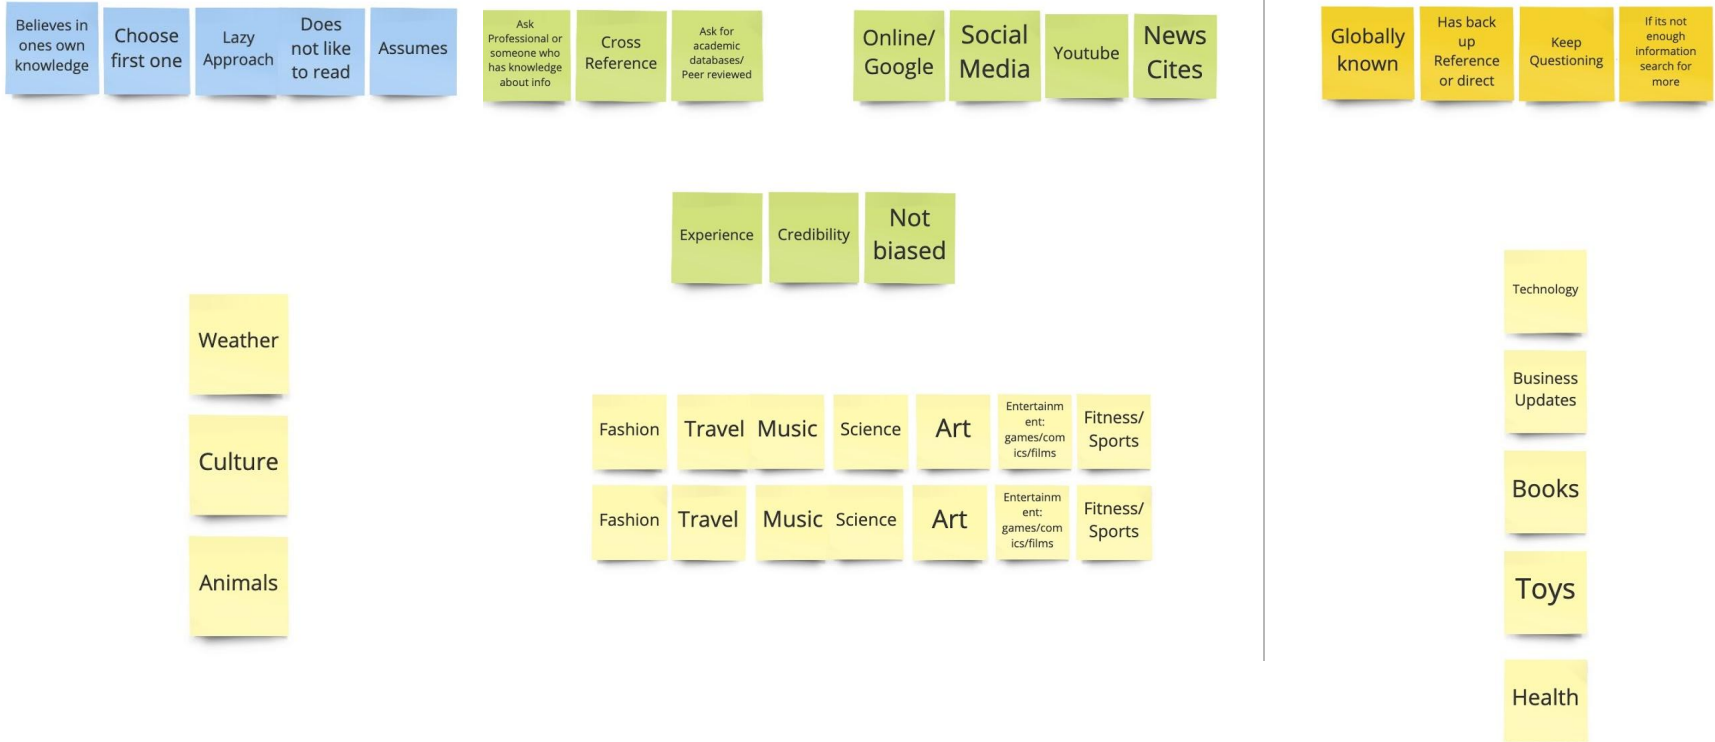 Believes in
ones own
knowledge
Choose
first one
Lazy
Approach
Does
not like
to read
Assumes
Ask
Professional or
someone who
has knowledge
about info
Cross
Reference
Ask for
academic
databases/
Peer reviewed
Online/
Google
Social
Media
Youtube
News
Cites
Globally
known
Has back
up
Reference
or direct
Keep
Questioning
If its not
enough
information
search for
more
Experience
Credibility
Not
biased
Weather
Culture
Animals
Fashion
Travel
Music
Science
Art
Entertainm
ent:
games/com
ics/films
Fitness/
Sports
Fashion
Travel
Music
Science
Art
Entertainm
ent:
games/com
ics/films
Fitness/
Sports
Technology
Business
Updates
Books
Toys
Health